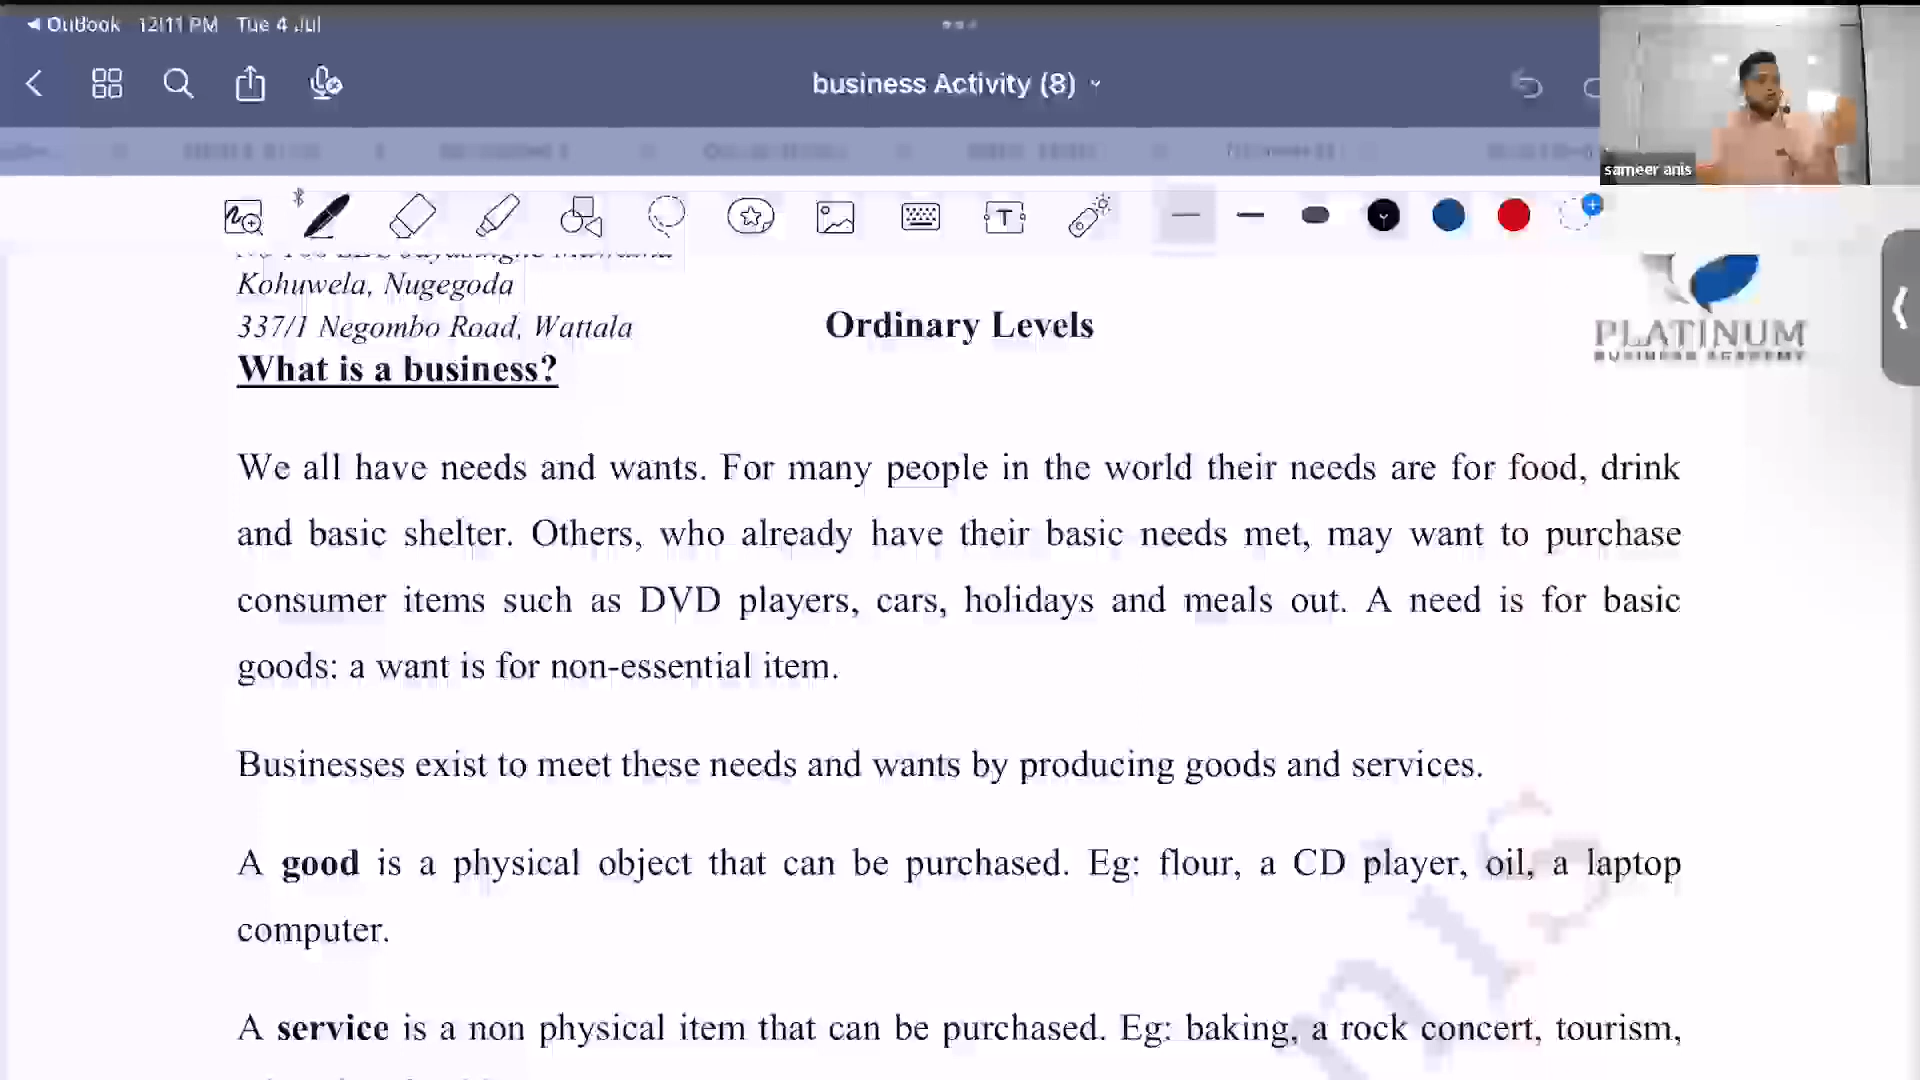 OutBook 12:11 PM Tue 4 Jul
business Activity (8)
sameer anis
T
Kohuwela, Nugegoda
337/1 Negombo Road, Wattala
Ordinary Levels
PLATINUM
BUSINESS ACADEMY
What is a business?
We all have needs and wants. For many people in the world their needs are for food, drink
and basic shelter. Others, who already have their basic needs met, may want to purchase
consumer items such as DVD players, cars, holidays and meals out. A need is for basic
goods: a want is for non-essential item.
Businesses exist to meet these needs and wants by producing goods and services.
A good is a physical object that can be purchased. Eg: flour, a CD player, oil, a laptop
computer.
A service is a non physical item that can be purchased. Eg: baking, a rock concert, tourism,